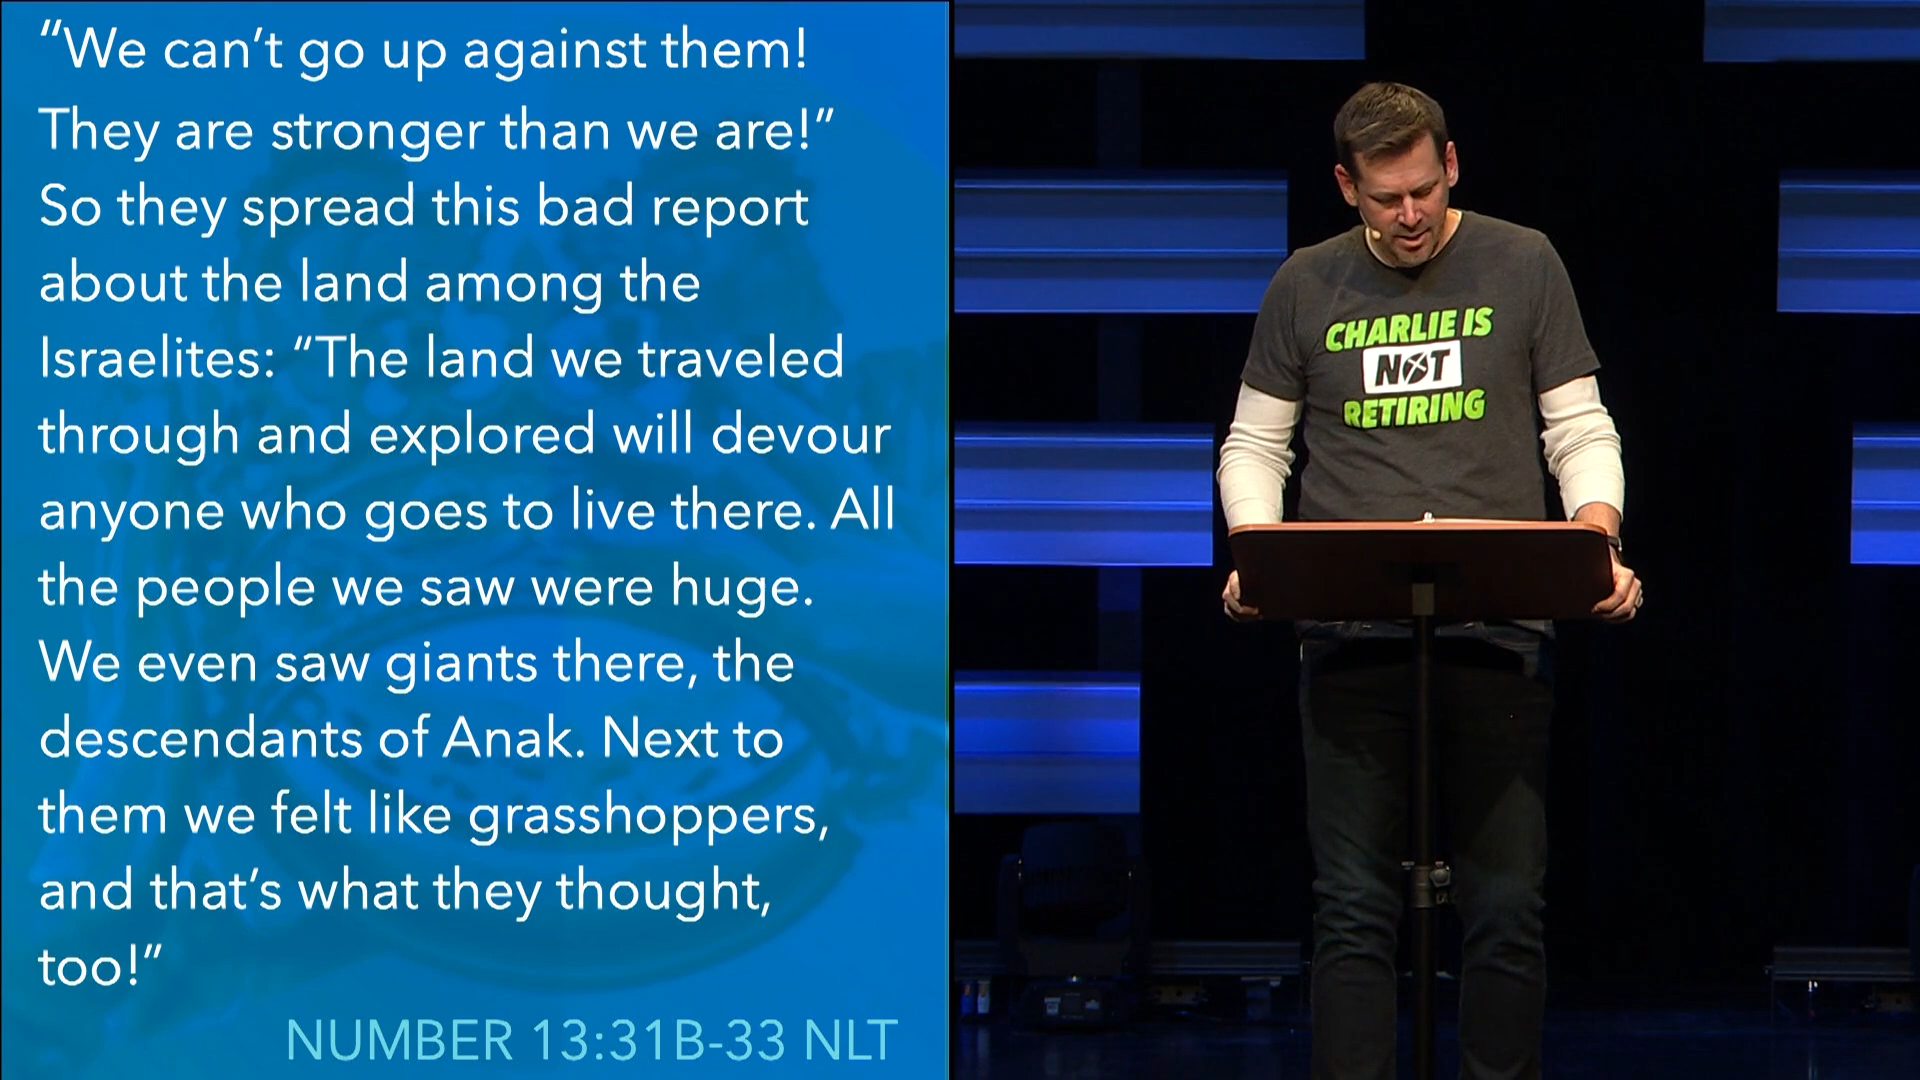 “We can’t go up against them!
They are stronger than we are!”
So they spread this bad report
about the land among the
Israelites: “The land we traveled
through and explored will devour
anyone who goes to live there. All
the people we saw were huge.
We even saw giants there, the
descendants of Anak. Next to
them we felt like grasshoppers,
and that’s what they thought,
too!”
NUMBER 13:31B-33 NLT
CHARLIE IS
NOT
RETIRING